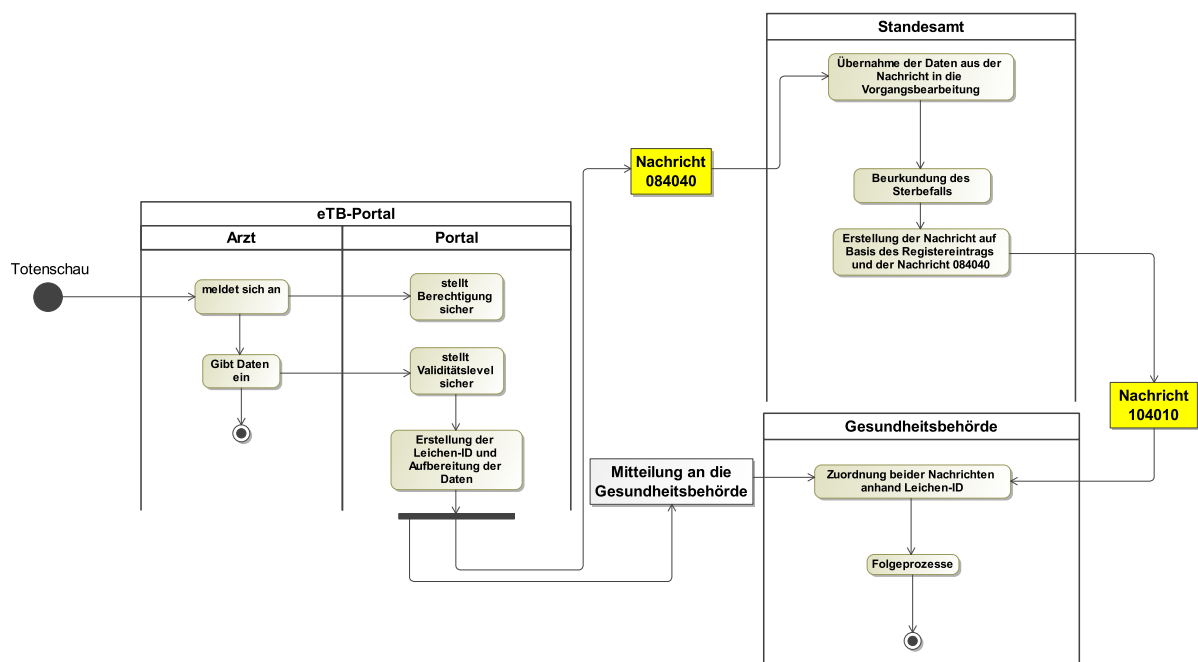 Totenschau
eTB-Portal
Arzt
Portal
meldet sich an
stellt
Berechtigung
sicher
Gibt Daten
ein
stellt
Validitätslevel
sicher
Erstellung der
Leichen-ID und
Aufbereitung der
Daten
Nachricht
084040
Standesamt
Übernahme der Daten aus der
Nachricht in die
Vorgangsbearbeitung
Beurkundung des
Sterbefalls
Erstellung der Nachricht auf
Basis des Registereintrags
und der Nachricht 084040
Nachricht
104010
Mitteilung an die
Gesundheitsbehörde
Gesundheitsbehörde
Zuordnung beider Nachrichten
anhand Leichen-ID
Folgeprozesse